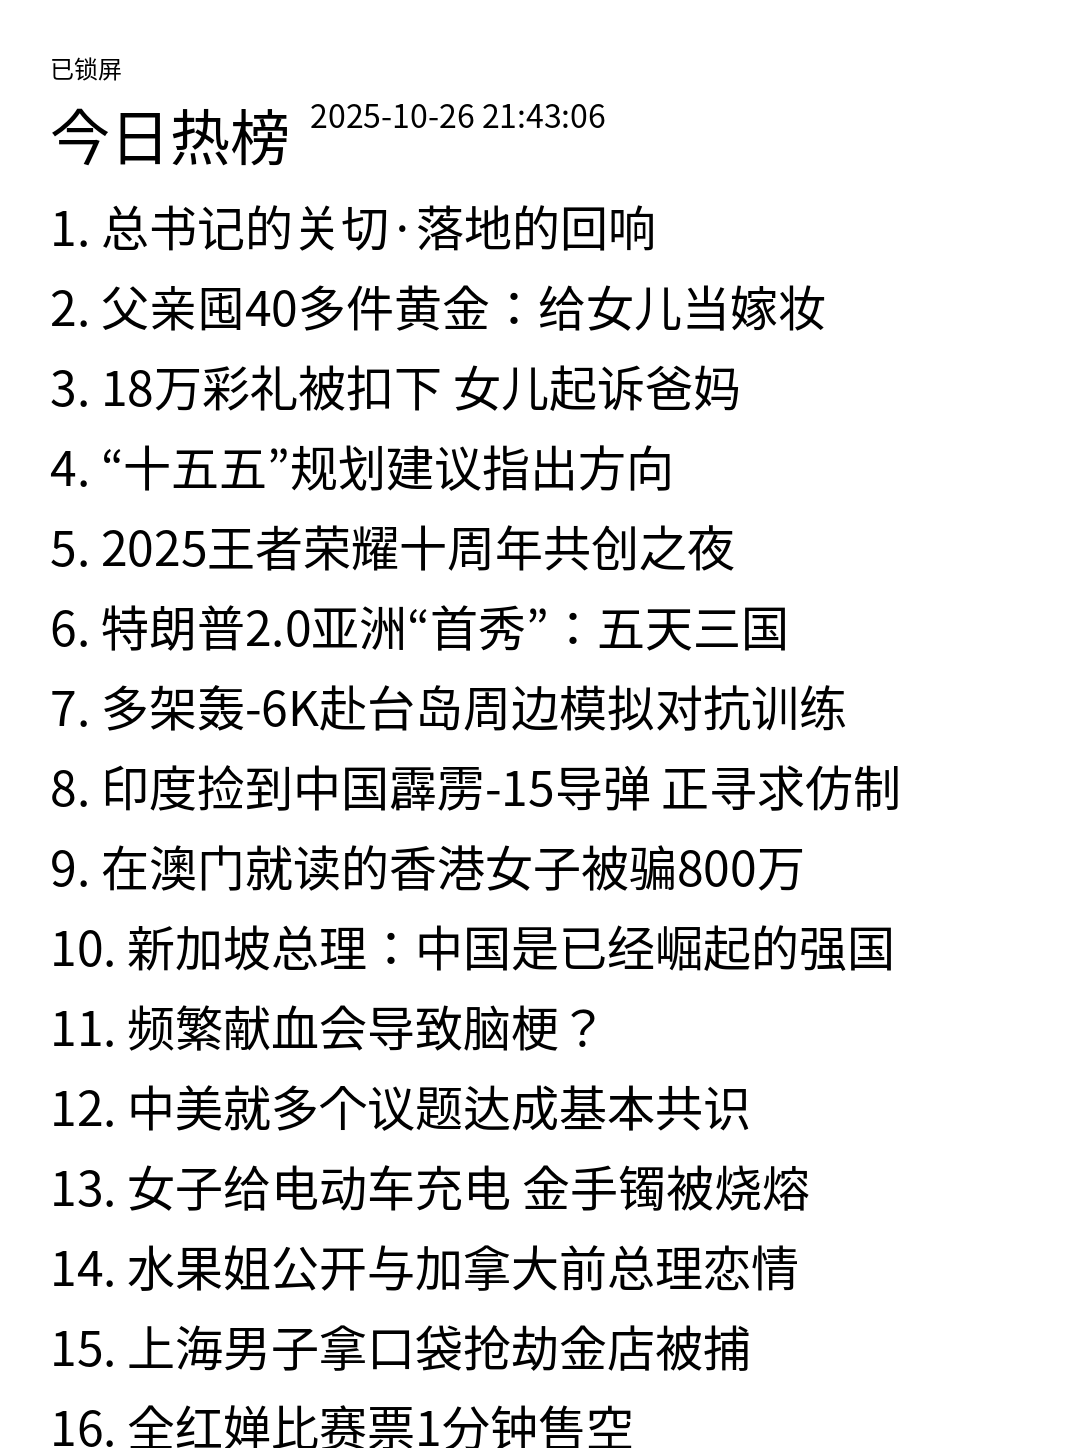 已锁屏
今日热榜 2025-10-26 21:43:06
1. 总书记的关切·落地的回响
2. 父亲囤40多件黄金：给女儿当嫁妆
3. 18万彩礼被扣下 女儿起诉爸妈
4. “十五五”规划建议指出方向
5. 2025王者荣耀十周年共创之夜
6. 特朗普2.0亚洲“首秀”：五天三国
7. 多架轰-6K赴台岛周边模拟对抗训练
8. 印度捡到中国霹雳-15导弹 正寻求仿制
9. 在澳门就读的香港女子被骗800万
10. 新加坡总理：中国是已经崛起的强国
11. 频繁献血会导致脑梗？
12. 中美就多个议题达成基本共识
13. 女子给电动车充电 金手镯被烧熔
14. 水果姐公开与加拿大前总理恋情
15. 上海男子拿口袋抢劫金店被捕
16. 全红婵比赛票1分钟售空